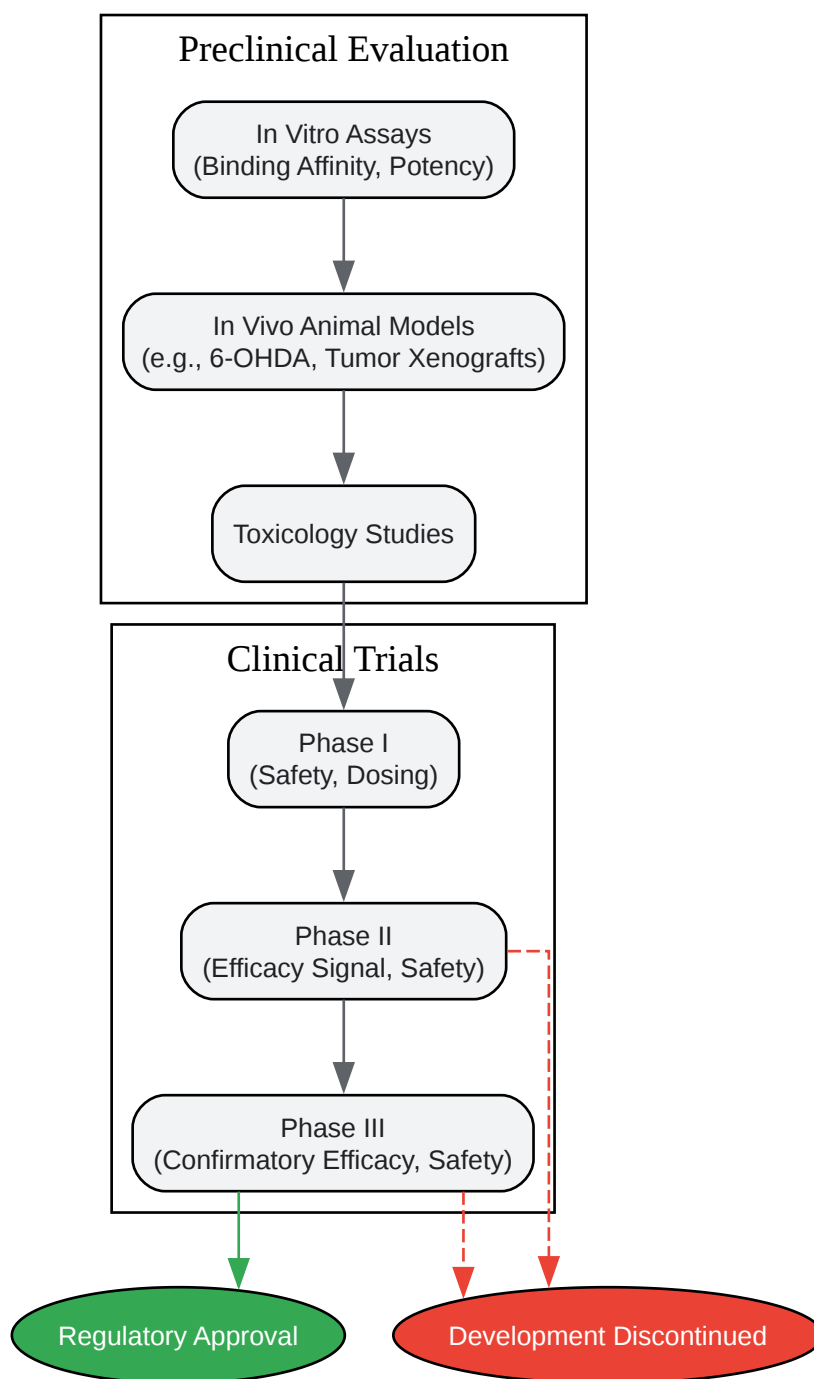 Preclinical Evaluation
In Vitro Assays
(Binding Affinity, Potency)
In Vivo Animal Models
(e.g., 6-OHDA, Tumor Xenografts)
Toxicology Studies
Clinical Trials
Phase I
(Safety, Dosing)
Phase II
(Efficacy Signal, Safety)
Phase III
(Confirmatory Efficacy, Safety)
Regulatory Approval
Development Discontinued